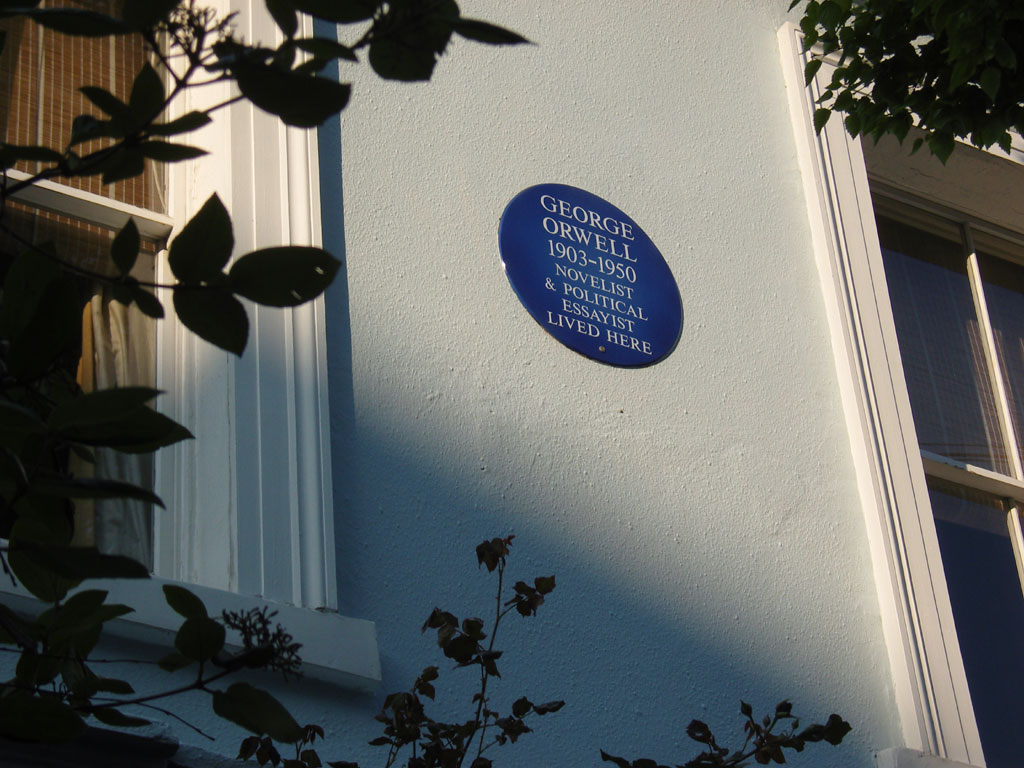 GEORGE
ORWELL
1903-1950
NOVELIST
& POLITICAL
ESSAYIST
LIVED HERE